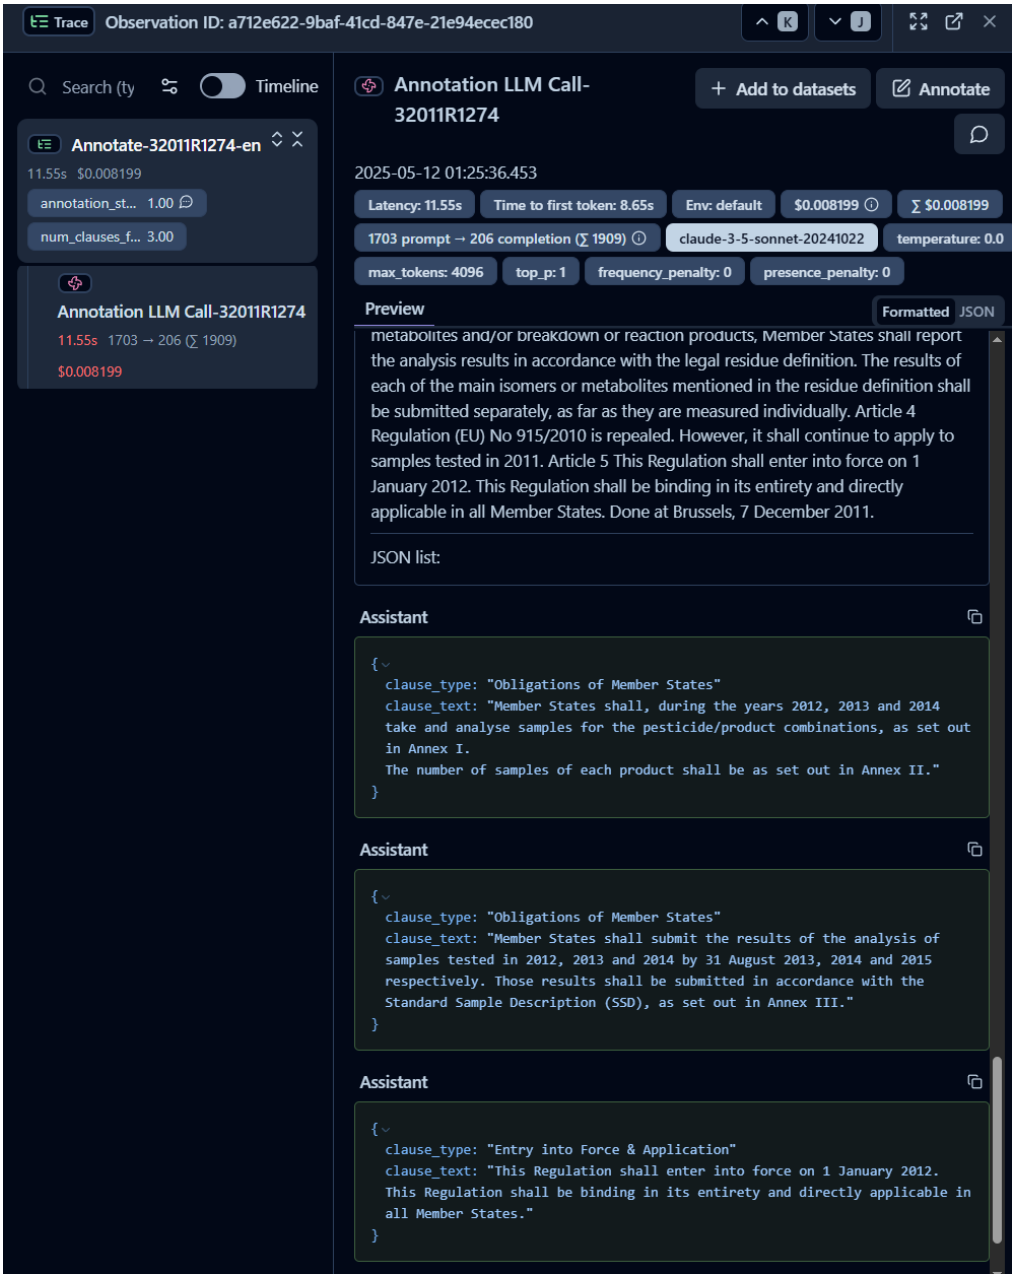 Trace Observation ID: a712e622-9baf-41cd-847e-21e94ecec180 K J
Search (ty Timeline
Annotate-32011R1274-en
11.55s $0.008199
annotation_st... 1.00
num_clauses_f... 3.00
Annotation LLM Call-32011R1274
11.55s 1703 → 206 (∑ 1909)
$0.008199
Annotation LLM Call-
32011R1274
+ Add to datasets Annotate
2025-05-12 01:25:36.453
Latency: 11.55s Time to first token: 8.65s Env: default $0.008199 ∑ $0.008199
1703 prompt → 206 completion (∑ 1909) claude-3-5-sonnet-20241022 temperature: 0.0
max_tokens: 4096 top_p: 1 frequency_penalty: 0 presence_penalty: 0
Preview Formatted JSON
metabolites and/or breakdown or reaction products, Member States shall report
the analysis results in accordance with the legal residue definition. The results of
each of the main isomers or metabolites mentioned in the residue definition shall
be submitted separately, as far as they are measured individually. Article 4
Regulation (EU) No 915/2010 is repealed. However, it shall continue to apply to
samples tested in 2011. Article 5 This Regulation shall enter into force on 1
January 2012. This Regulation shall be binding in its entirety and directly
applicable in all Member States. Done at Brussels, 7 December 2011.
JSON list:
Assistant
{
clause_type: "Obligations of Member States"
clause_text: "Member States shall, during the years 2012, 2013 and 2014
take and analyse samples for the pesticide/product combinations, as set out
in Annex I.
The number of samples of each product shall be as set out in Annex II."
}
Assistant
{
clause_type: "Obligations of Member States"
clause_text: "Member States shall submit the results of the analysis of
samples tested in 2012, 2013 and 2014 by 31 August 2013, 2014 and 2015
respectively. Those results shall be submitted in accordance with the
Standard Sample Description (SSD), as set out in Annex III."
}
Assistant
{
clause_type: "Entry into Force & Application"
clause_text: "This Regulation shall enter into force on 1 January 2012.
This Regulation shall be binding in its entirety and directly applicable in
all Member States."
}